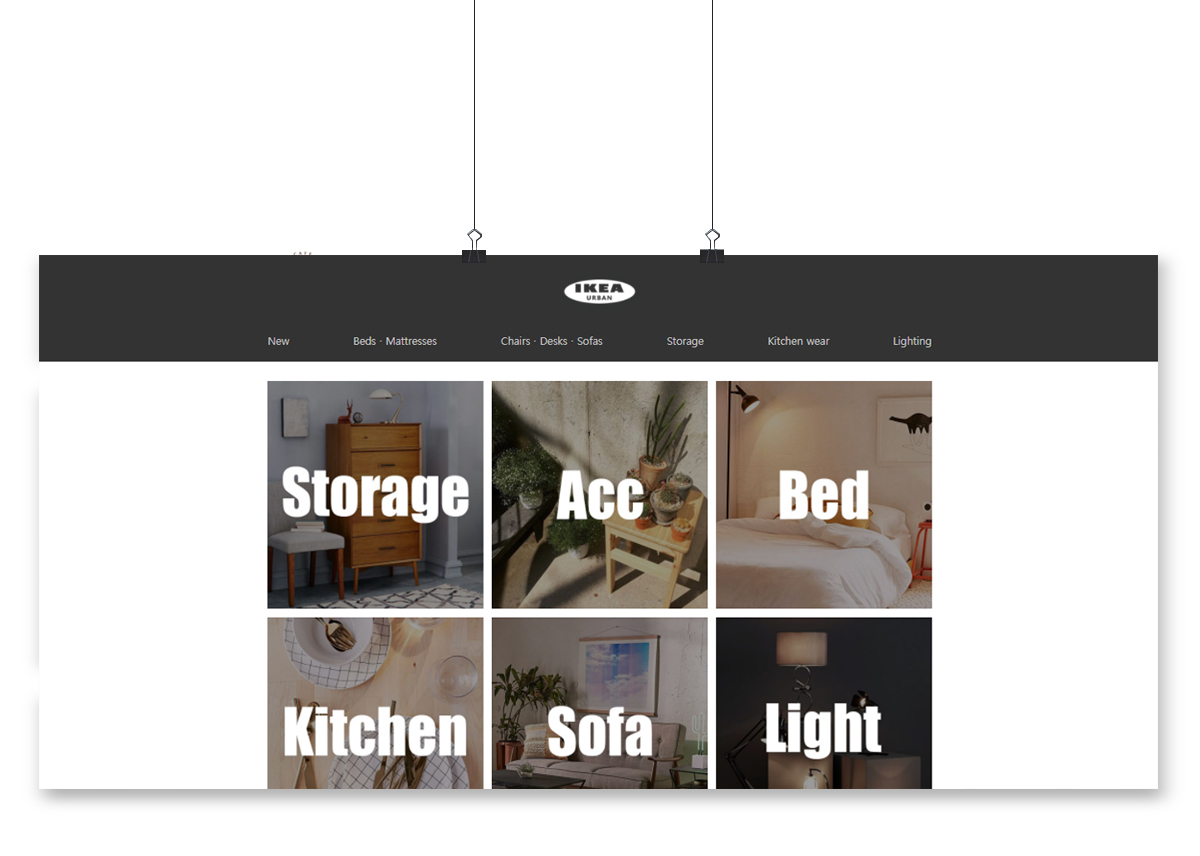 IKEA
URBAN
New
Beds · Mattresses
Chairs · Desks · Sofas
Storage
Kitchen wear
Lighting
Storage
Acc
Bed
Kitchen
Sofa
Light